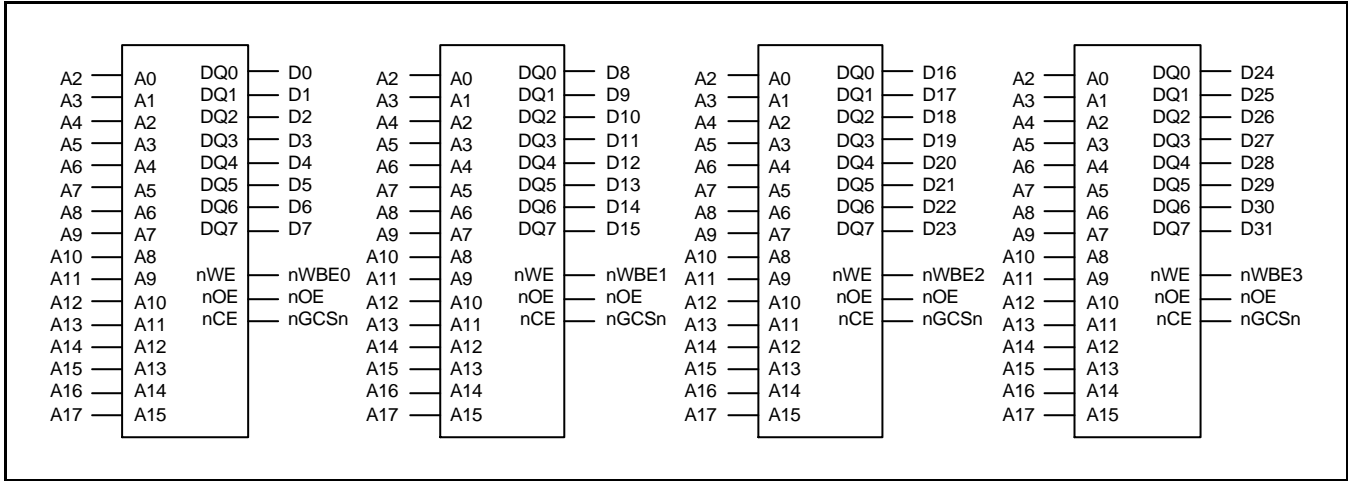 A2 A0 DQ0 D0
A3 A1 DQ1 D1
A4 A2 DQ2 D2
A5 A3 DQ3 D3
A6 A4 DQ4 D4
A7 A5 DQ5 D5
A8 A6 DQ6 D6
A9 A7 DQ7 D7
A10 A8
A11 A9 nWE nWBE0
A12 A10 nOE nOE
A13 A11 nCE nGCSn
A14 A12
A15 A13
A16 A14
A17 A15
A2 A0 DQ0 D8
A3 A1 DQ1 D9
A4 A2 DQ2 D10
A5 A3 DQ3 D11
A6 A4 DQ4 D12
A7 A5 DQ5 D13
A8 A6 DQ6 D14
A9 A7 DQ7 D15
A10 A8
A11 A9 nWE nWBE1
A12 A10 nOE nOE
A13 A11 nCE nGCSn
A14 A12
A15 A13
A16 A14
A17 A15
A2 A0 DQ0 D16
A3 A1 DQ1 D17
A4 A2 DQ2 D18
A5 A3 DQ3 D19
A6 A4 DQ4 D20
A7 A5 DQ5 D21
A8 A6 DQ6 D22
A9 A7 DQ7 D23
A10 A8
A11 A9 nWE nWBE2
A12 A10 nOE nOE
A13 A11 nCE nGCSn
A14 A12
A15 A13
A16 A14
A17 A15
A2 A0 DQ0 D24
A3 A1 DQ1 D25
A4 A2 DQ2 D26
A5 A3 DQ3 D27
A6 A4 DQ4 D28
A7 A5 DQ5 D29
A8 A6 DQ6 D30
A9 A7 DQ7 D31
A10 A8
A11 A9 nWE nWBE3
A12 A10 nOE nOE
A13 A11 nCE nGCSn
A14 A12
A15 A13
A16 A14
A17 A15